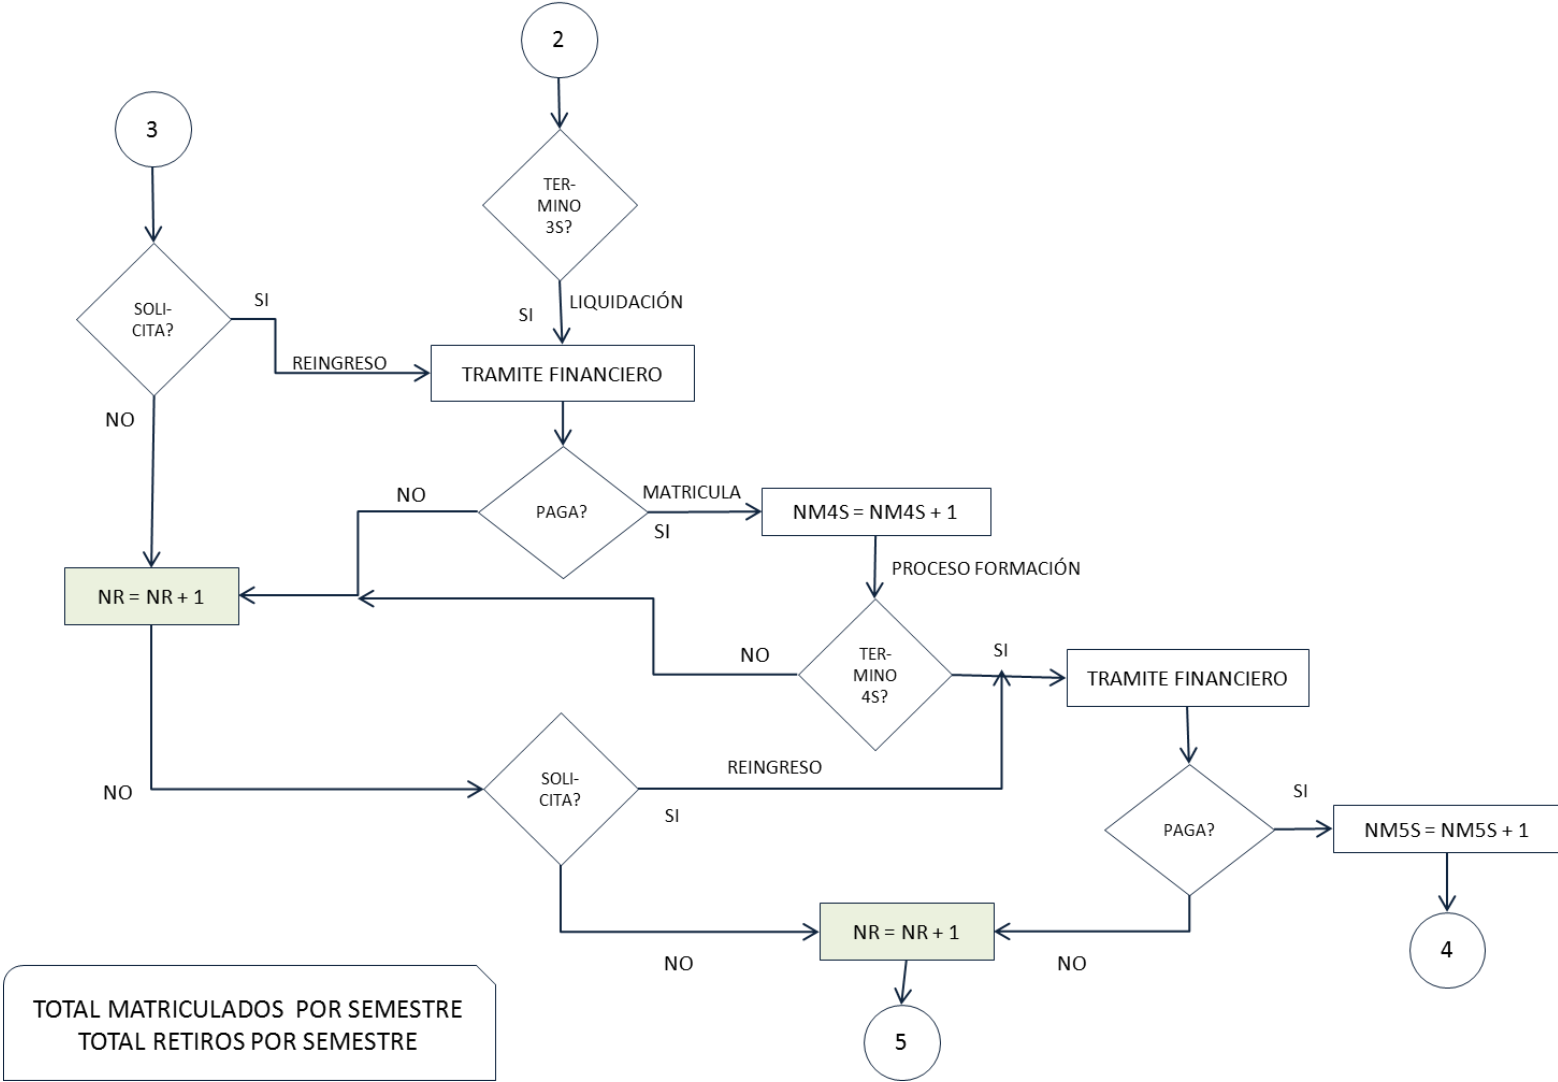 2
3
TER-
MINO
3S?
SOLI-
CITA?
SI
LIQUIDACIÓN
SI
REINGRESO
TRAMITE FINANCIERO
NO
NO
PAGA?
MATRICULA
SI
NM4S = NM4S + 1
PROCESO FORMACIÓN
NR = NR + 1
NO
TER-
MINO
4S?
SI
TRAMITE FINANCIERO
NO
SOLI-
CITA?
REINGRESO
SI
PAGA?
SI
NM5S = NM5S + 1
NR = NR + 1
NO
NO
4
5
TOTAL MATRICULADOS POR SEMESTRE
TOTAL RETIROS POR SEMESTRE